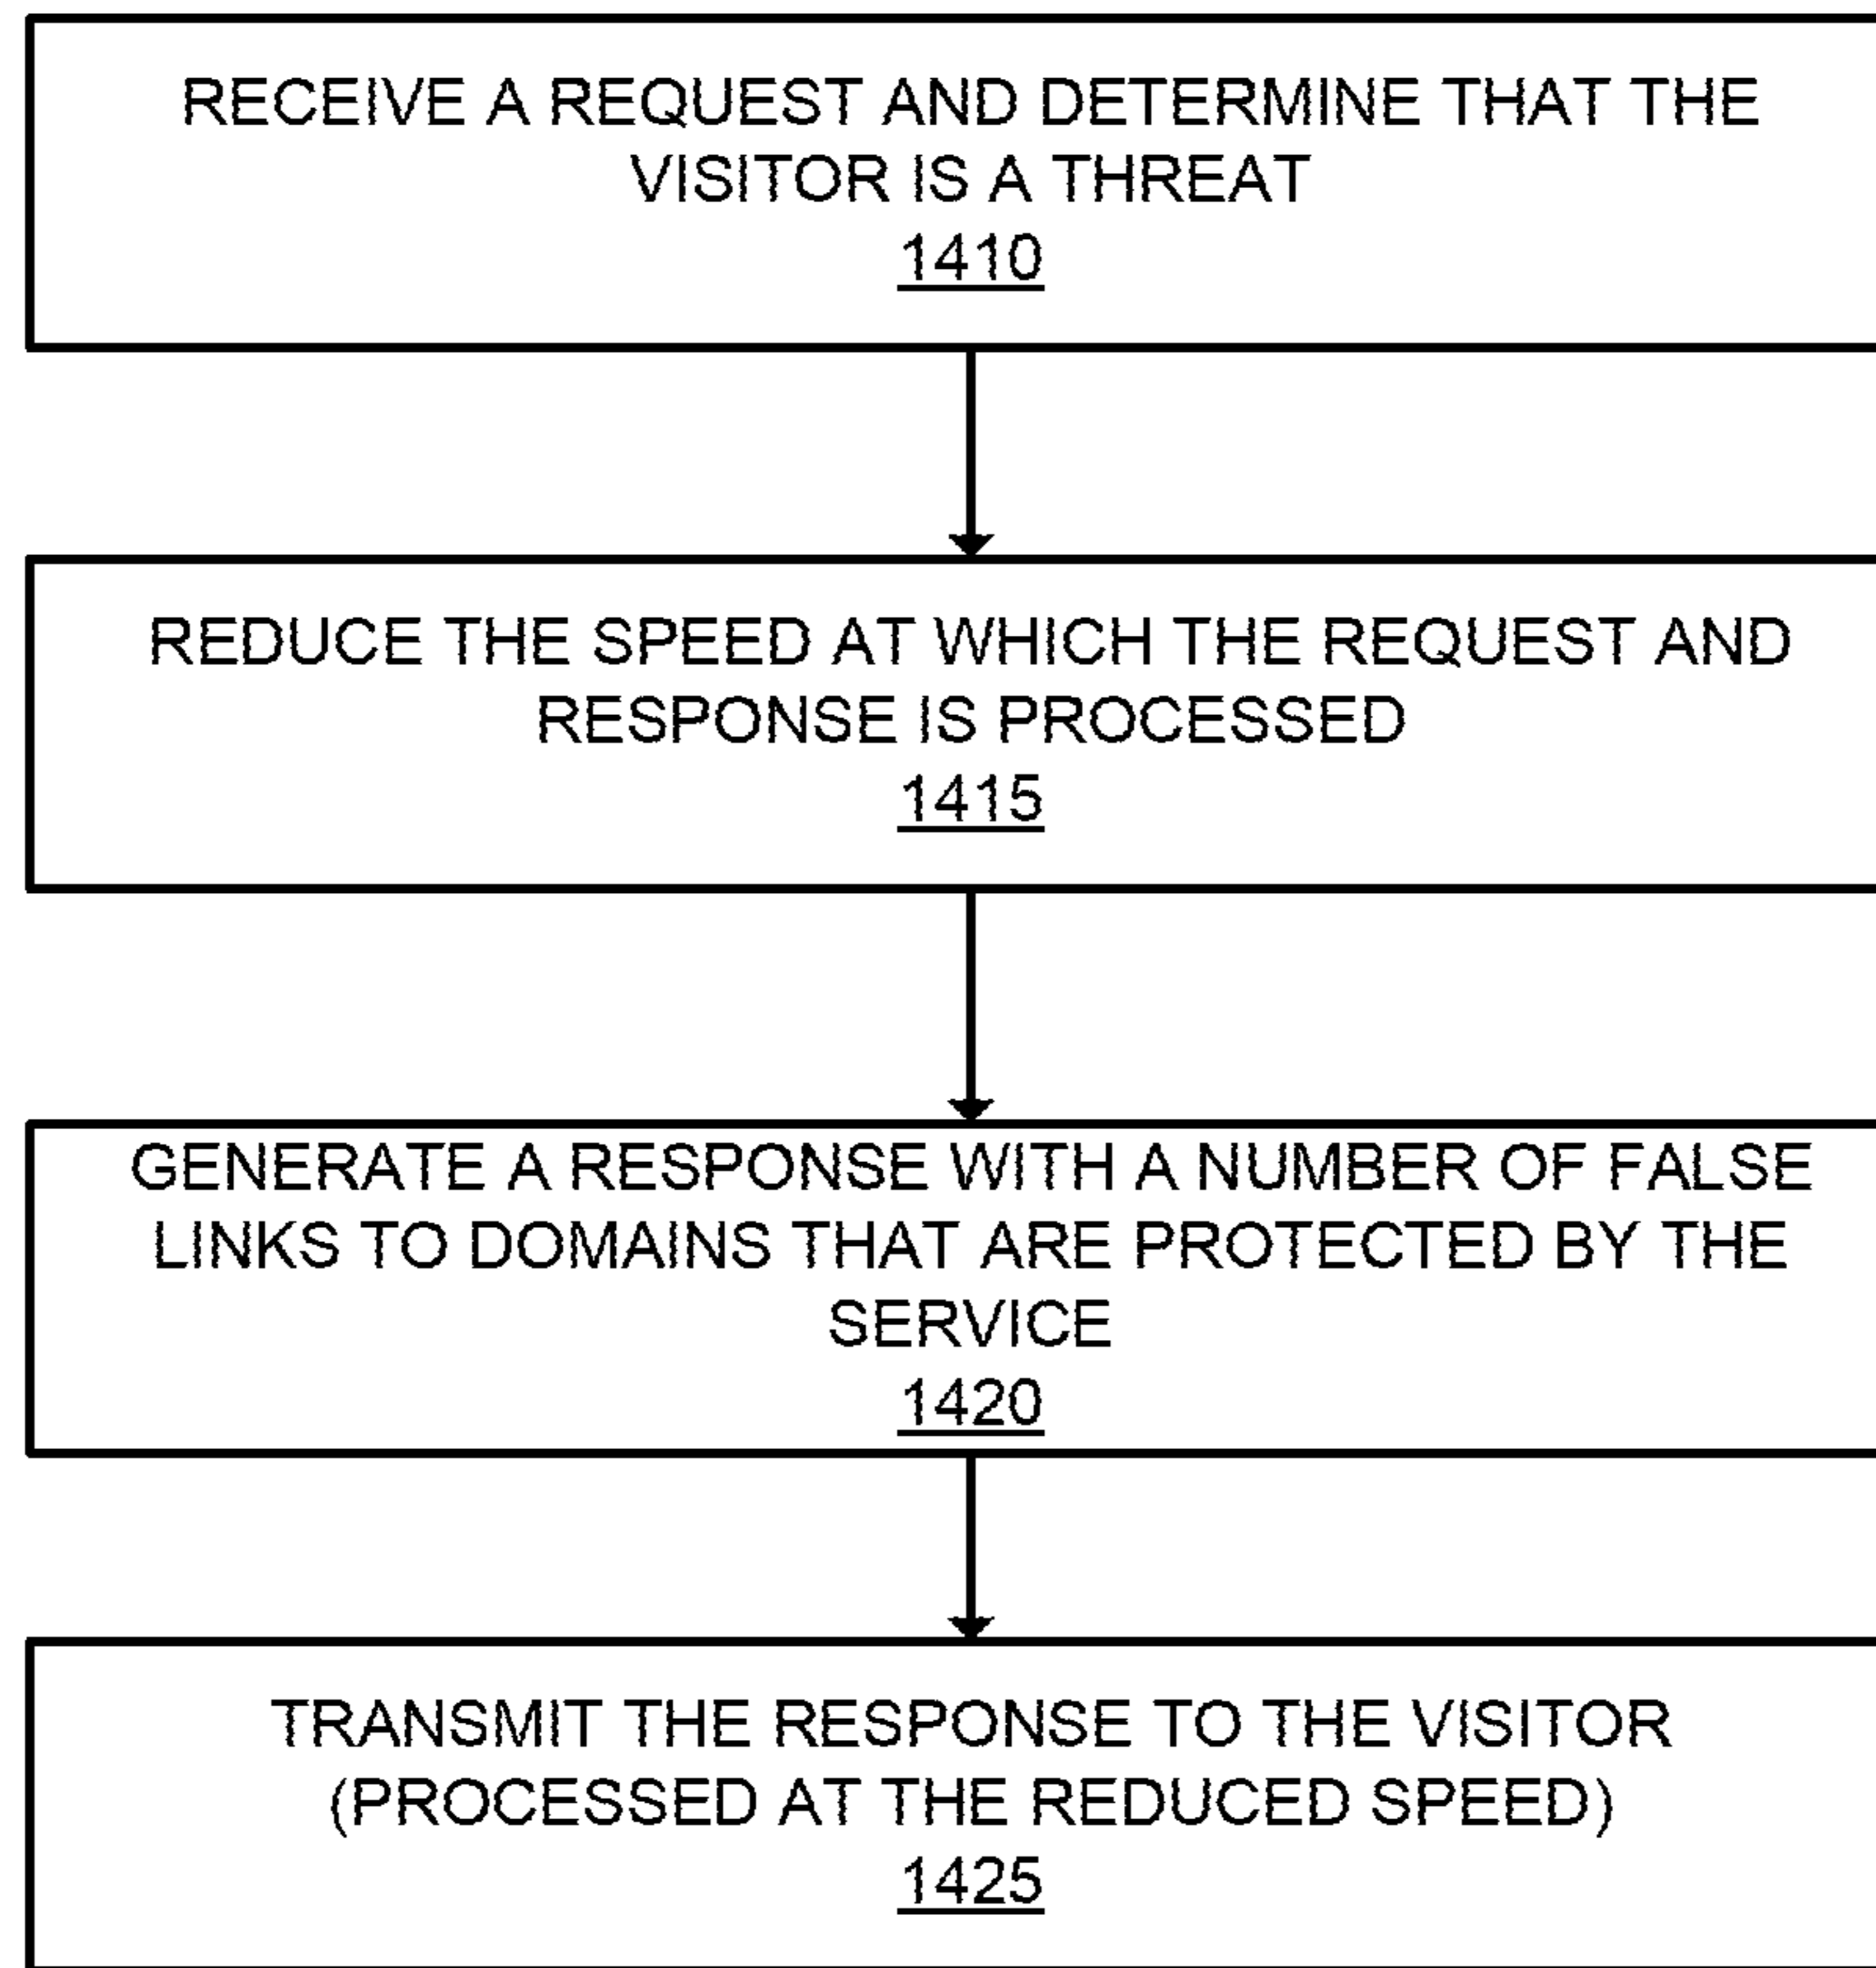 RECEIVE A REQUEST AND DETERMINE THAT THE
VISITOR IS A THREAT
1410
REDUCE THE SPEED AT WHICH THE REQUEST AND
RESPONSE IS PROCESSED
1415
GENERATE A RESPONSE WITH A NUMBER OF FALSE
LINKS TO DOMAINS THAT ARE PROTECTED BY THE
SERVICE
1420
TRANSMIT THE RESPONSE TO THE VISITOR
(PROCESSED AT THE REDUCED SPEED)
1425